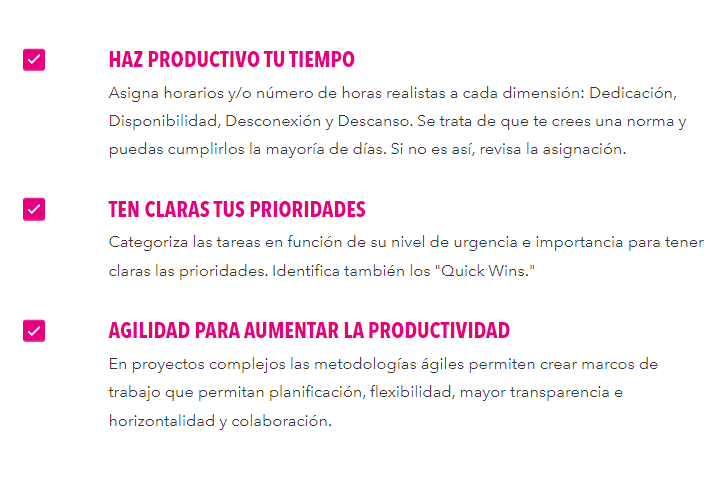 HAZ PRODUCTIVO TU TIEMPO
Asigna horarios y/o número de horas realistas a cada dimensión: Dedicación,
Disponibilidad, Desconexión y Descanso. Se trata de que te crees una norma y
puedas cumplirlos la mayoría de días. Si no es así, revisa la asignación.
TEN CLARAS TUS PRIORIDADES
Categoriza las tareas en función de su nivel de urgencia e importancia para tener
claras las prioridades. Identifica también los "Quick Wins."
AGILIDAD PARA AUMENTAR LA PRODUCTIVIDAD
En proyectos complejos las metodologías ágiles permiten crear marcos de
trabajo que permitan planificación, flexibilidad, mayor transparencia e
horizontalidad y colaboración.